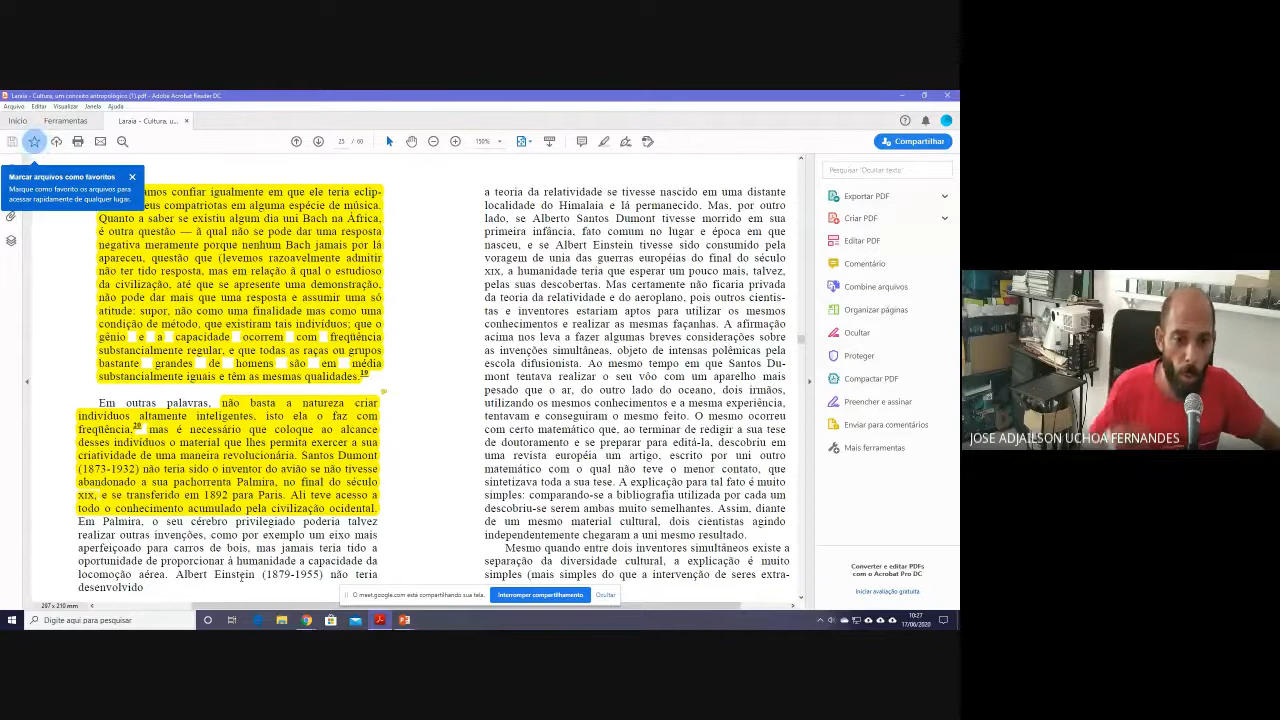 Laraia - Cultura, um conceito antropológico (1).pdf - Adobe Acrobat Reader DC
Arquivo Editar Visualizar Janela Ajuda
Início Ferramentas Laraia - Cultura, u... ×
25 / 60 150% Compartilhar
Marcar arquivos como favoritos
Marque como favorito os arquivos para
acessar rapidamente de qualquer lugar.
amos confiar igualmente em que ele teria eclip-
eus compatriotas em alguma espécie de música.
Quanto a saber se existiu algum dia uni Bach na África,
é outra questão — ã qual não se pode dar uma resposta
negativa meramente porque nenhum Bach jamais por lá
apareceu, questão que (levemos razoavelmente admitir
não ter tido resposta, mas em relação ã qual o estudioso
da civilização, até que se apresente uma demonstração,
não pode dar mais que uma resposta e assumir uma só
atitude: supor, não como uma finalidade mas como uma
condição de método, que existiram tais indivíduos; que o
gênio e a capacidade ocorrem com freqüência
substancialmente regular, e que todas as raças ou grupos
bastante grandes de homens são em média
substancialmente iguais e têm as mesmas qualidades.19
Em outras palavras, não basta a natureza criar
indivíduos altamente inteligentes, isto ela o faz com
freqüência,20 mas é necessário que coloque ao alcance
desses indivíduos o material que lhes permita exercer a sua
criatividade de uma maneira revolucionária. Santos Dumont
(1873-1932) não teria sido o inventor do avião se não tivesse
abandonado a sua pachorrenta Palmira, no final do século
xix, e se transferido em 1892 para Paris. Ali teve acesso a
todo o conhecimento acumulado pela civilização ocidental.
Em Palmira, o seu cérebro privilegiado poderia talvez
realizar outras invenções, como por exemplo um eixo mais
aperfeiçoado para carros de bois, mas jamais teria tido a
oportunidade de proporcionar à humanidade a capacidade da
locomoção aérea. Albert Einstein (1879-1955) não teria
desenvolvido
a teoria da relatividade se tivesse nascido em uma distante
localidade do Himalaia e lá permanecido. Mas, por outro
lado, se Alberto Santos Dumont tivesse morrido em sua
primeira infância, fato comum no lugar e época em que
nasceu, e se Albert Einstein tivesse sido consumido pela
voragem de unia das guerras européias do final do século
xix, a humanidade teria que esperar um pouco mais, talvez,
pelas suas descobertas. Mas certamente não ficaria privada
da teoria da relatividade e do aeroplano, pois outros cientis-
tas e inventores estariam aptos para utilizar os mesmos
conhecimentos e realizar as mesmas façanhas. A afirmação
acima nos leva a fazer algumas breves considerações sobre
as invenções simultâneas, objeto de intensas polêmicas pela
escola difusionista. Ao mesmo tempo em que Santos Du-
mont tentava realizar o seu vôo com um aparelho mais
pesado que o ar, do outro lado do oceano, dois irmãos,
utilizando os mesmos conhecimentos e a mesma experiência,
tentavam e conseguiram o mesmo feito. O mesmo ocorreu
com certo matemático que, ao terminar de redigir a sua tese
de doutoramento e se preparar para editá-la, descobriu em
uma revista européia um artigo, escrito por uni outro
matemático com o qual não teve o menor contato, que
sintetizava toda a sua tese. A explicação para tal fato é muito
simples: comparando-se a bibliografia utilizada por cada um
descobriu-se serem ambas muito semelhantes. Assim, diante
de um mesmo material cultural, dois cientistas agindo
independentemente chegaram a uni mesmo resultado.
Mesmo quando entre dois inventores simultâneos existe a
separação da diversidade cultural, a explicação é muito
simples (mais simples do que a intervenção de seres extra-
Pesquisar "Ocultar texto"
Exportar PDF
Criar PDF
Editar PDF
Comentário
Combine arquivos
Organizar páginas
Ocultar
Proteger
Compactar PDF
Preencher e assinar
Enviar para comentários
Mais ferramentas
Converter e editar PDFs
com o Acrobat Pro DC
Iniciar avaliação gratuita
JOSE ADJAILSON UCHOA FERNANDES
O meet.google.com está compartilhando sua tela. Interromper compartilhamento Ocultar
297 x 210 mm
Digite aqui para pesquisar
10:27
17/06/2020